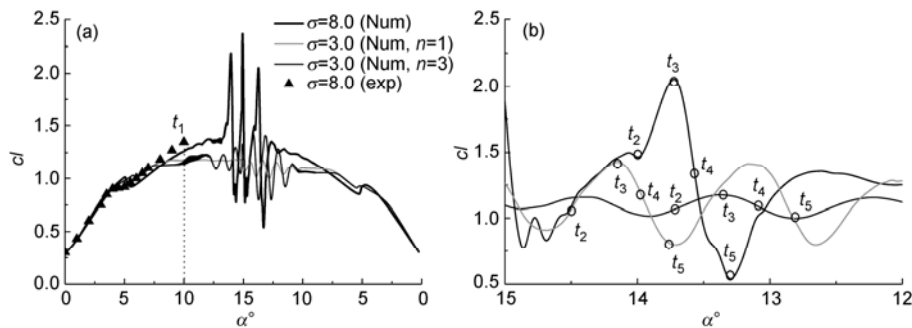 (a)
σ=8.0 (Num)
σ=3.0 (Num, n=1)
σ=3.0 (Num, n=3)
σ=8.0 (exp)
t1
cl
2.5
2.0
1.5
1.0
0.5
0.0
0 5 10 15 10 5 0
α°
(b)
t3
t2
t4
t3
t4
t2
t3
t4
t5
t2
t5
t5
cl
2.5
2.0
1.5
1.0
0.5
15 14 13 12
α°